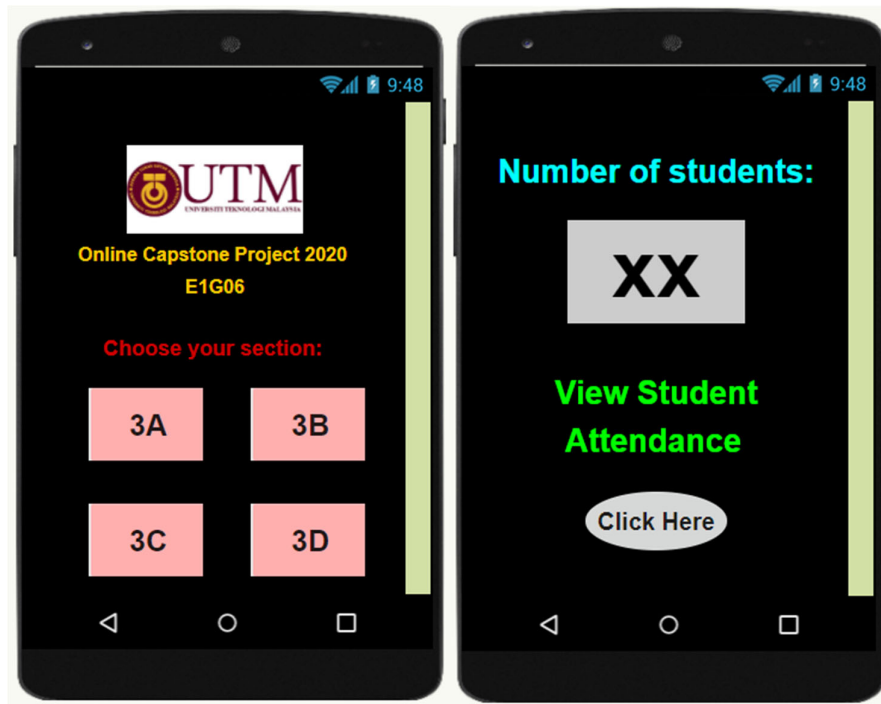 9:48
UTM
UNIVERSITI TEKNOLOGI MALAYSIA
Online Capstone Project 2020
E1G06
Choose your section:
3A
3B
3C
3D
9:48
Number of students:
XX
View Student
Attendance
Click Here